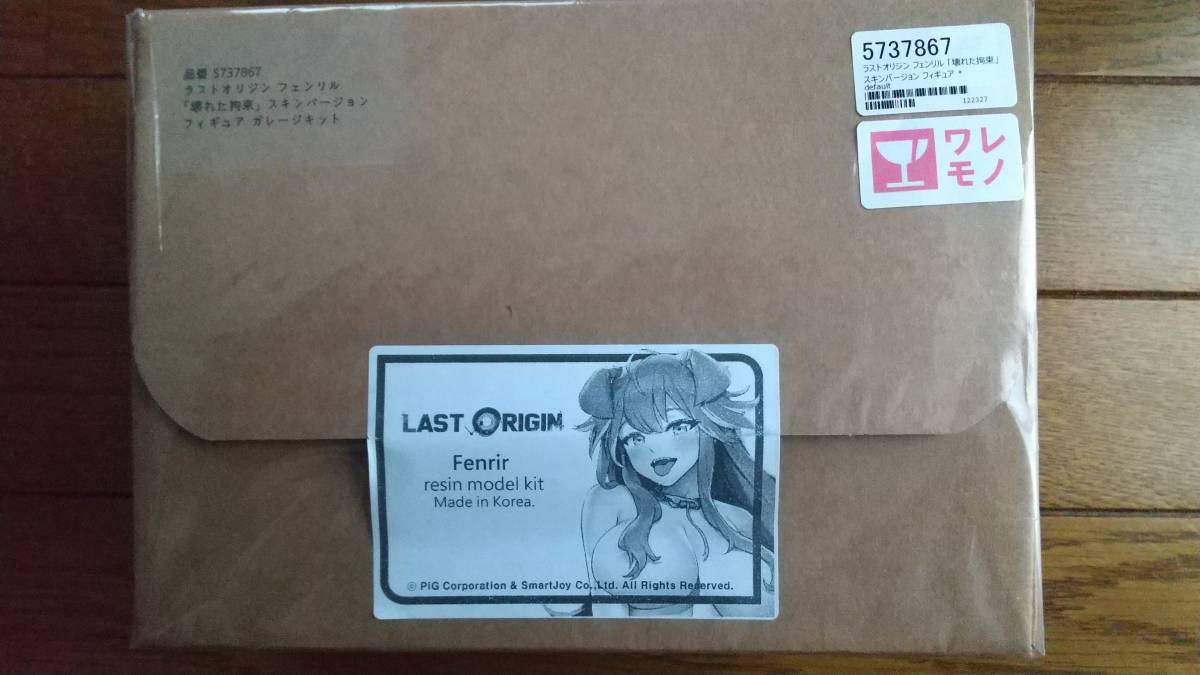 品番 5737867
ラストオリジン フェンリル
「壊れた拘束」スキンバージョン
フィギュア ガレージキット
5737867
ラストオリジン フェンリル「壊れた拘束」
スキンバージョン フィギュア *
default
122327
ワレ
モノ
LAST ORIGIN
Fenrir
resin model kit
Made in Korea.
© PiG Corporation & SmartJoy Co.,Ltd. All Rights Reserved.